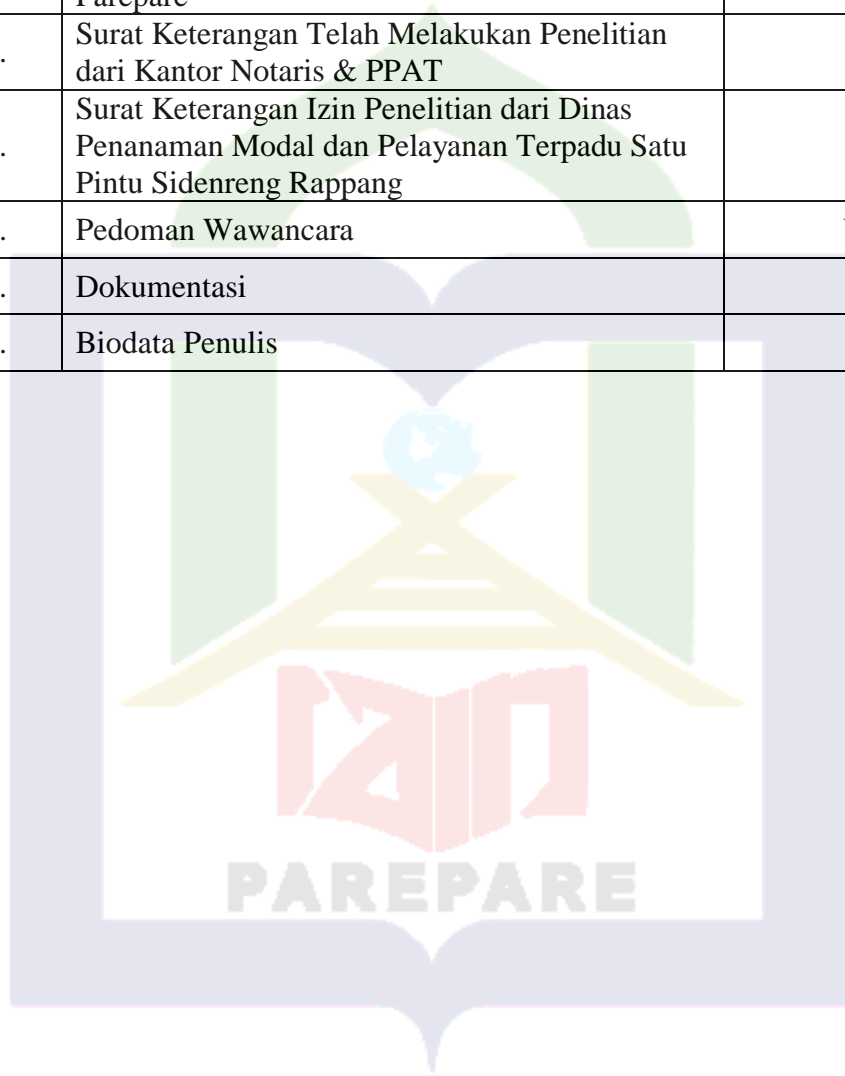 Parepare
. Surat Keterangan Telah Melakukan Penelitian
dari Kantor Notaris & PPAT
Surat Keterangan Izin Penelitian dari Dinas
. Penanaman Modal dan Pelayanan Terpadu Satu
Pintu Sidenreng Rappang
. Pedoman Wawancara
. Dokumentasi
. Biodata Penulis
iain
PAREPARE